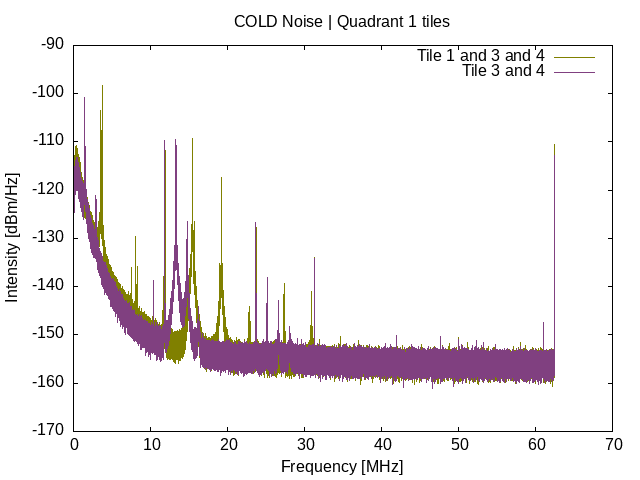 COLD Noise | Quadrant 1 tiles
Tile 1 and 3 and 4
Tile 3 and 4
Intensity [dBm/Hz]
-90
-100
-110
-120
-130
-140
-150
-160
-170
0 10 20 30 40 50 60 70
Frequency [MHz]